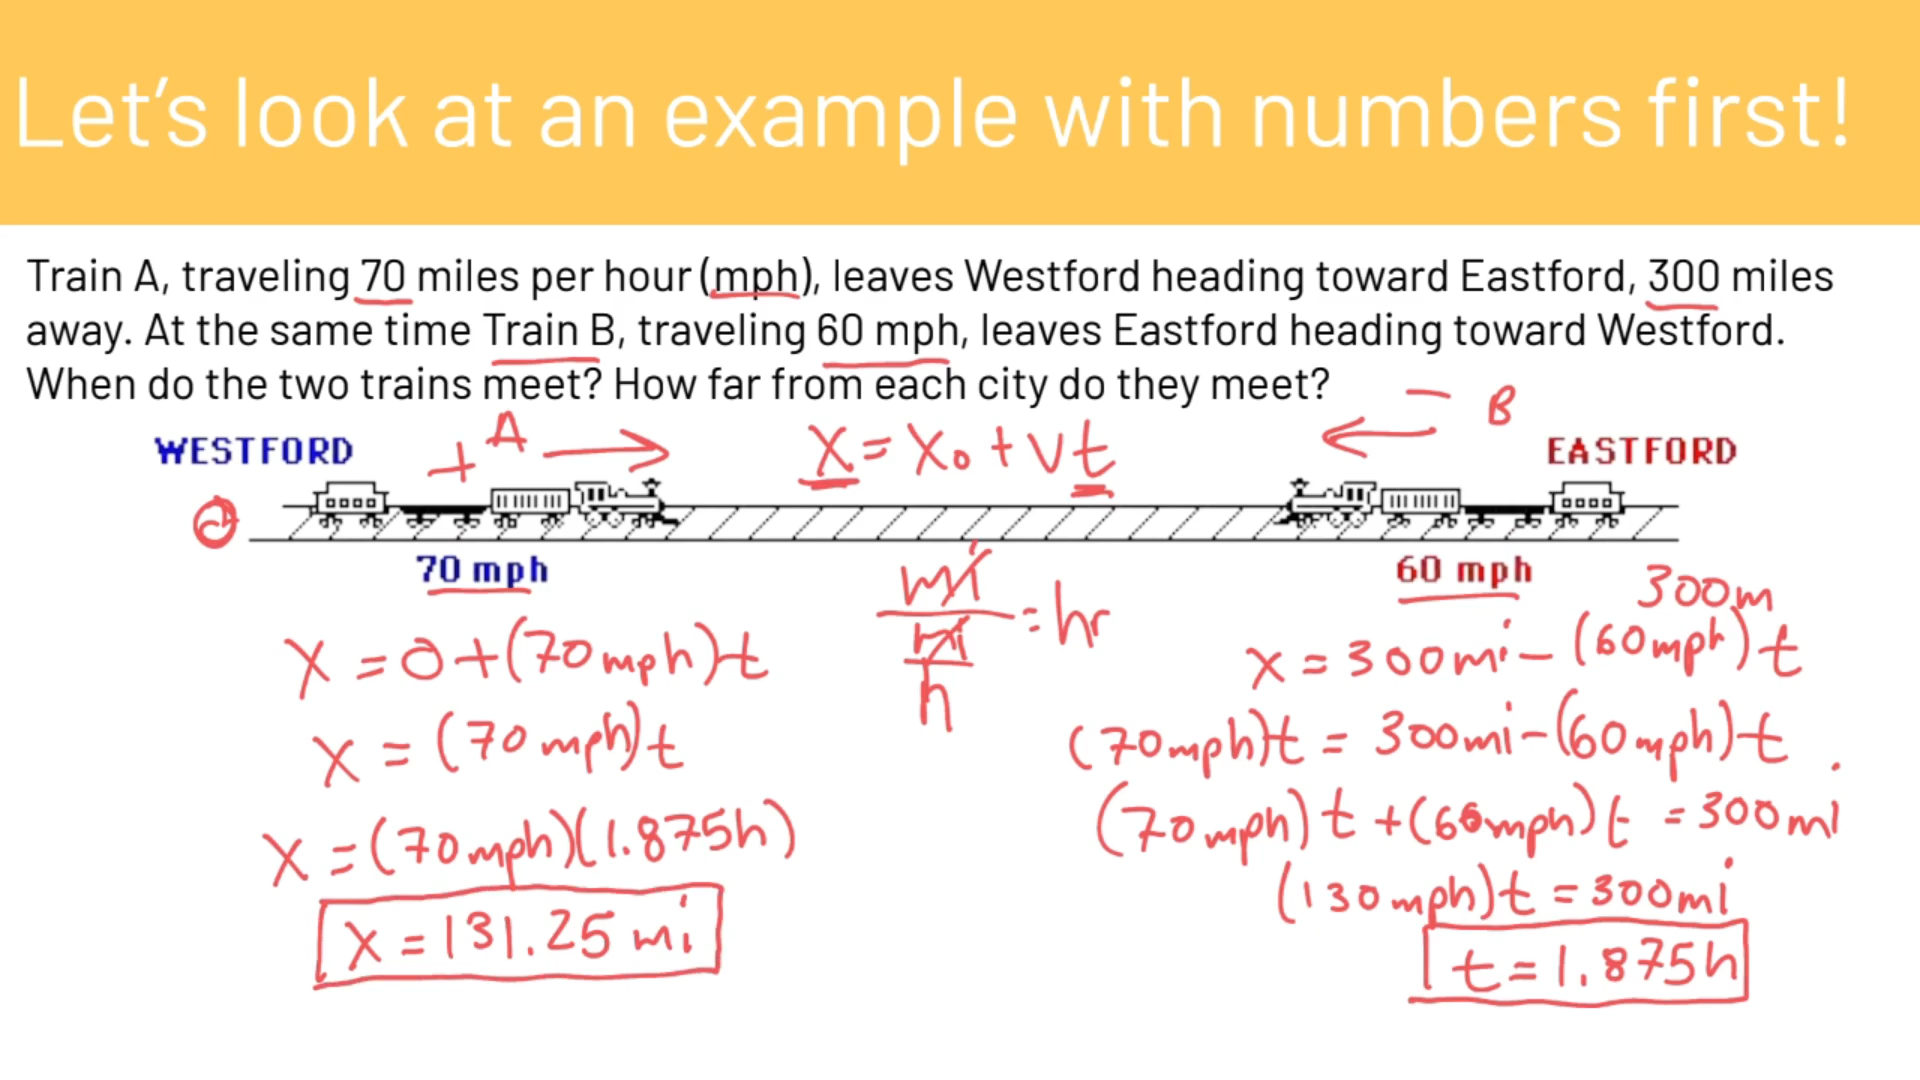 Let's look at an example with numbers first!
Train A, traveling 70 miles per hour (mph), leaves Westford heading toward Eastford, 300 miles
away. At the same time Train B, traveling 60 mph, leaves Eastford heading toward Westford.
When do the two trains meet? How far from each city do they meet?
+ A
x = x₀ + vt
− B
WESTFORD
EASTFORD
0
70 mph
60 mph
300m
mi
mi
h
= hr
x = 0 + (70mph)t
x = 300mi − (60mph)t
x = (70mph)t
(70mph)t = 300mi − (60mph)t
x = (70mph)(1.875h)
(70mph)t + (60mph)t = 300mi
(130mph)t = 300mi
x = 131.25 mi
t = 1.875h